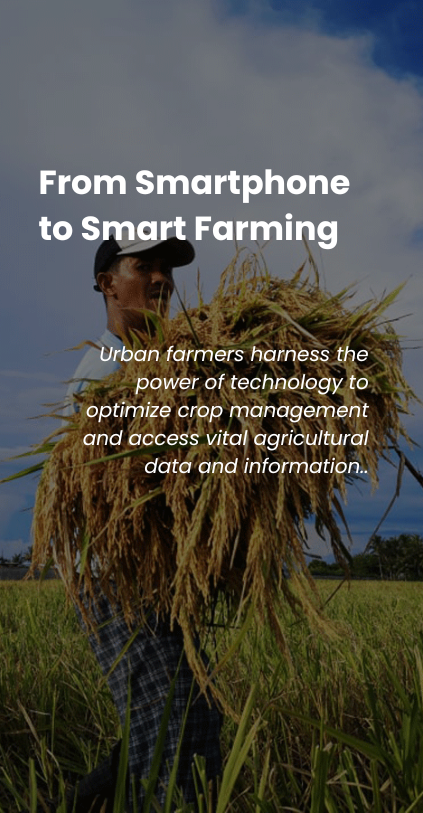 From Smartphone
to Smart Farming
Urban farmers harness the
power of technology to
optimize crop management
and access vital agricultural
data and information..